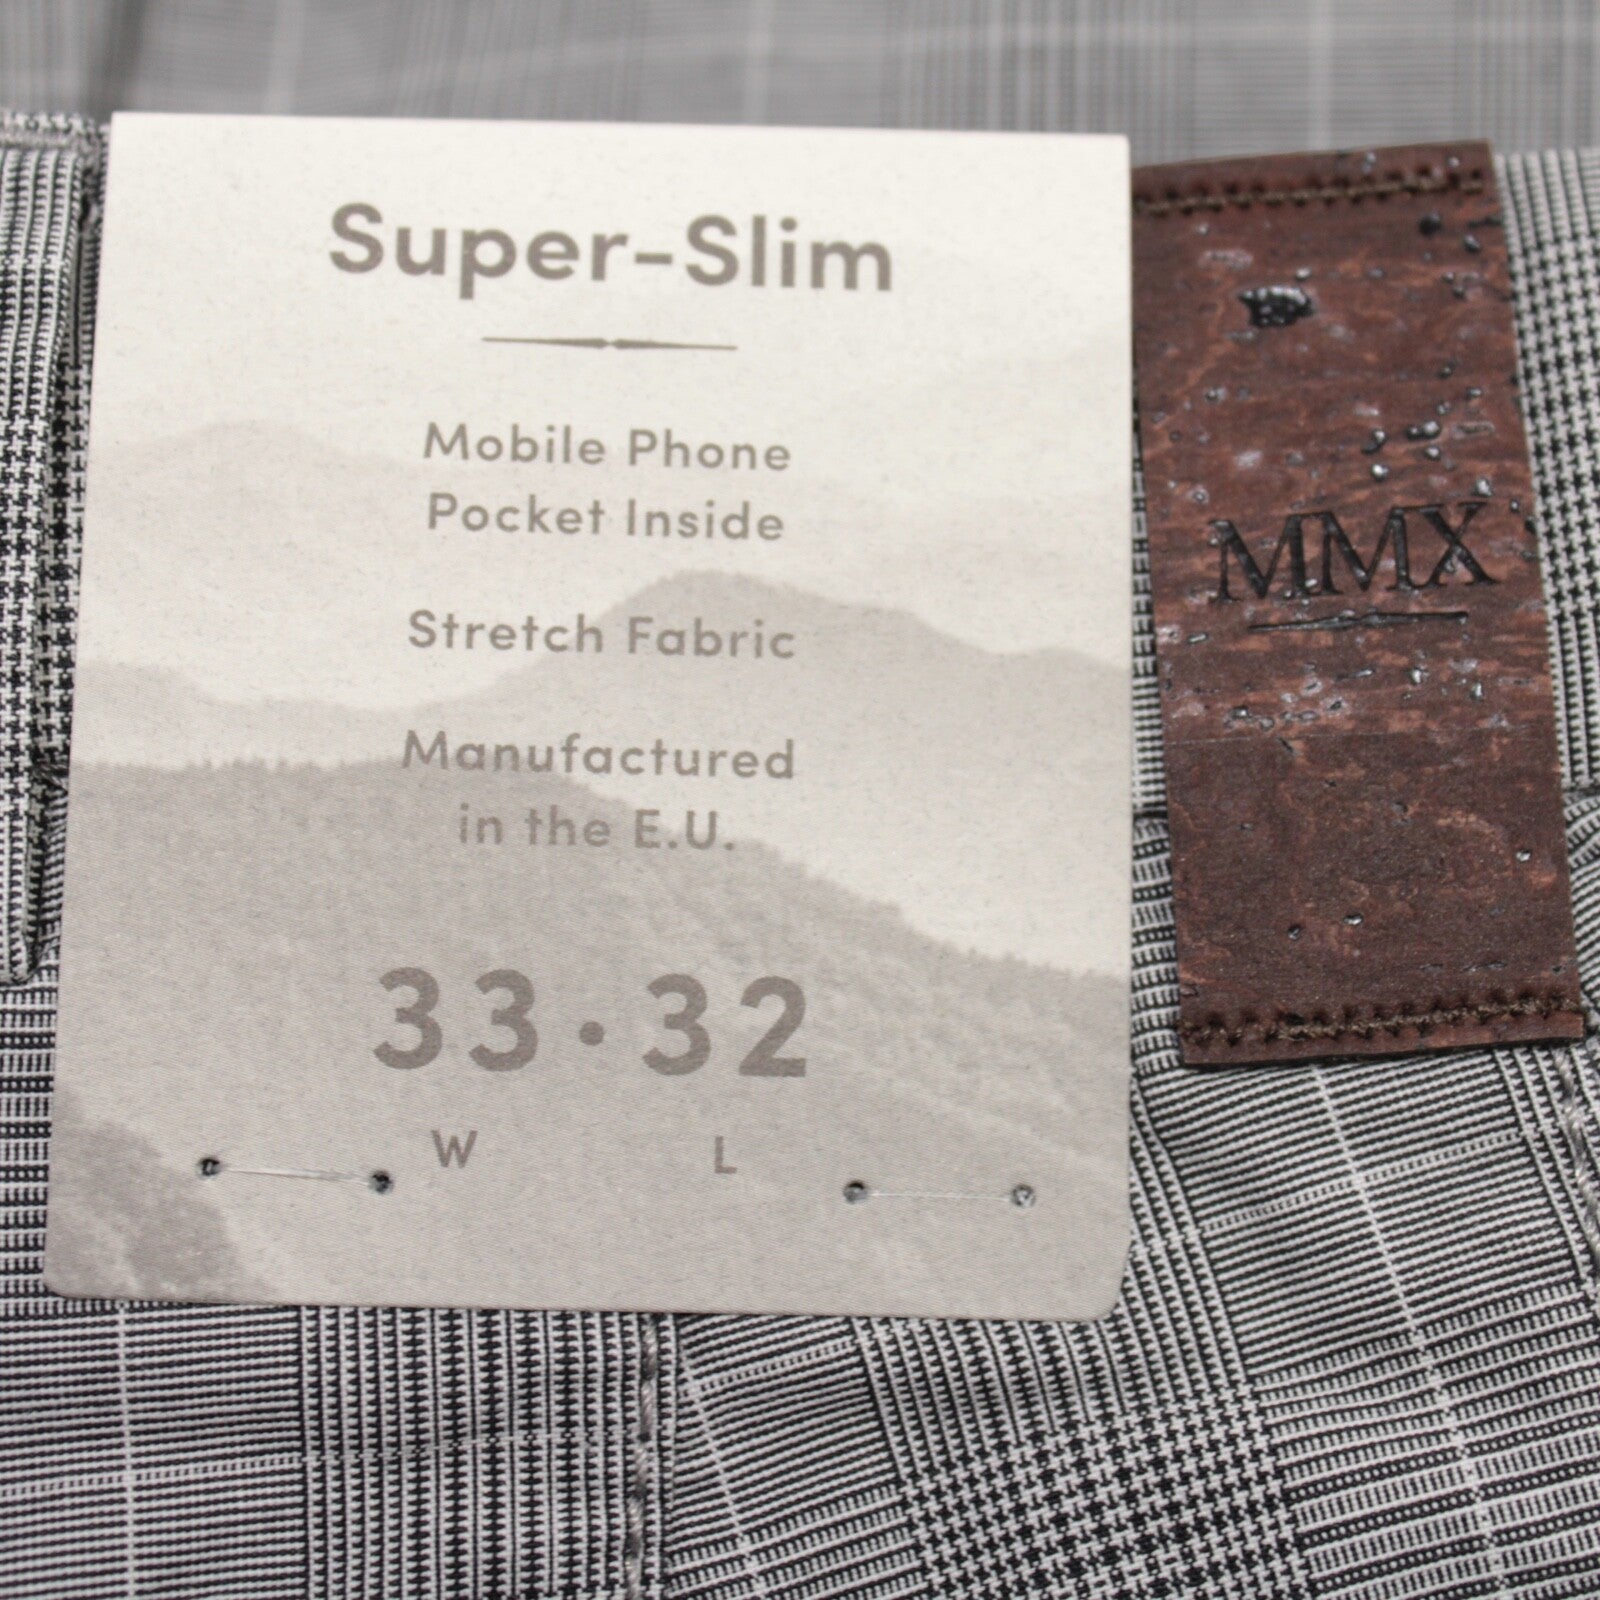 Super-Slim
Mobile Phone
Pocket Inside
Stretch Fabric
Manufactured
in the E.U.
33·32
W L
MMX